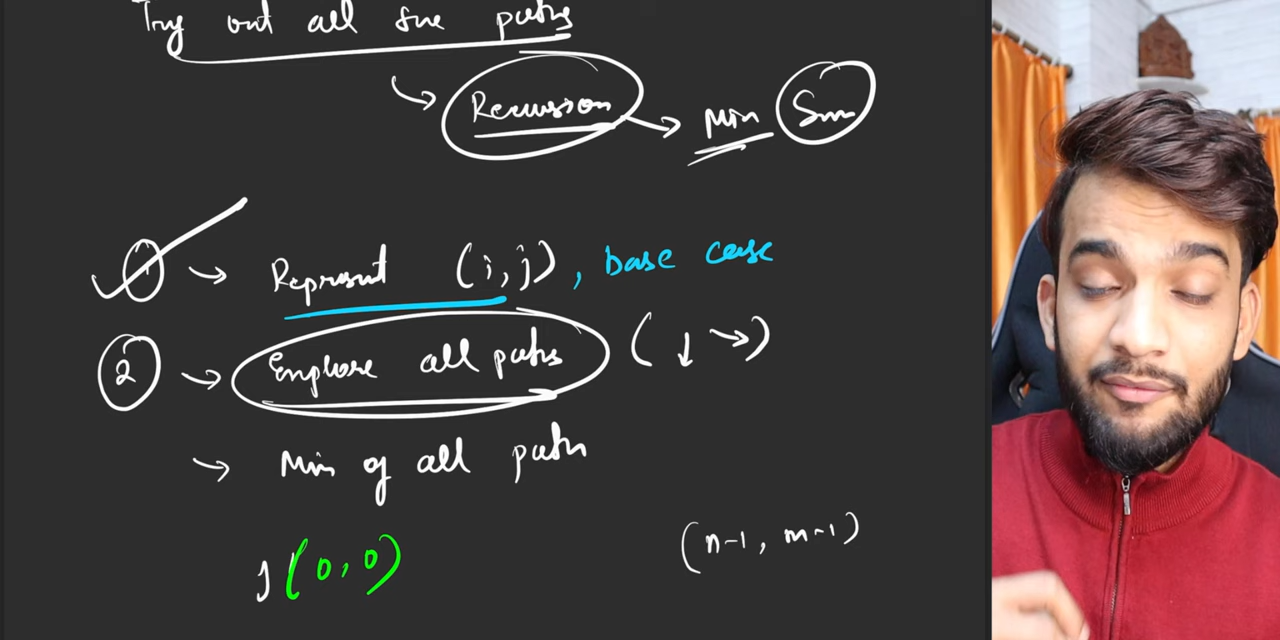 Try out all the paths
→ Recursion → Min Sum
1 → Represent (i,j), base case
2 → Explore all paths (↓ →)
→ Min of all path
f(0,0) (n-1, m-1)